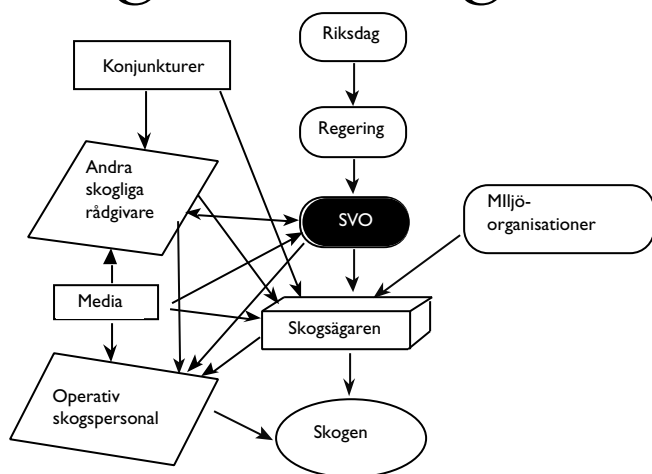 Riksdag
Konjunkturer
Regering
Andra
skogliga
rådgivare
SVO
MIljö-
organisationer
Media
Skogsägaren
Operativ
skogspersonal
Skogen